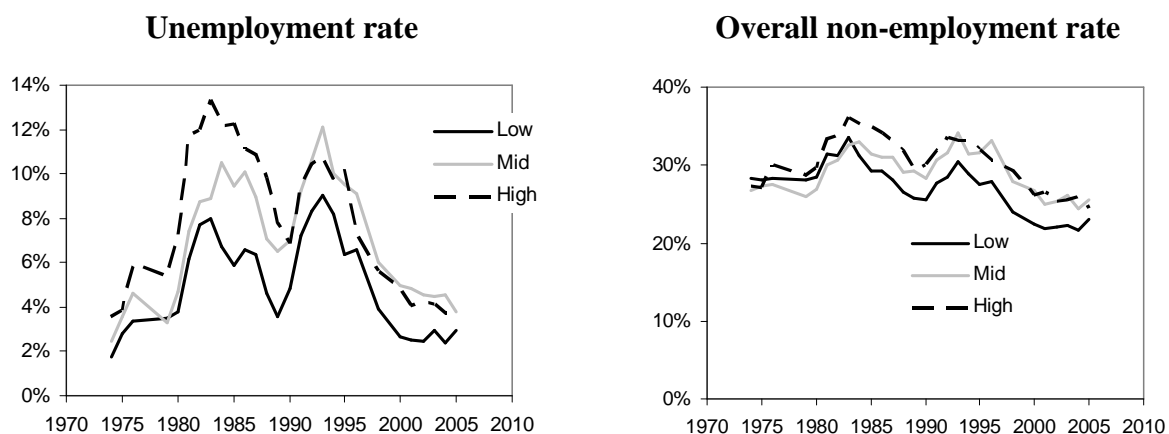 Unemployment rate
14%
12%
10%
8%
6%
4%
2%
0%
1970 1975 1980 1985 1990 1995 2000 2005 2010
Low
Mid
High
Overall non-employment rate
40%
30%
20%
10%
0%
1970 1975 1980 1985 1990 1995 2000 2005 2010
Low
Mid
High